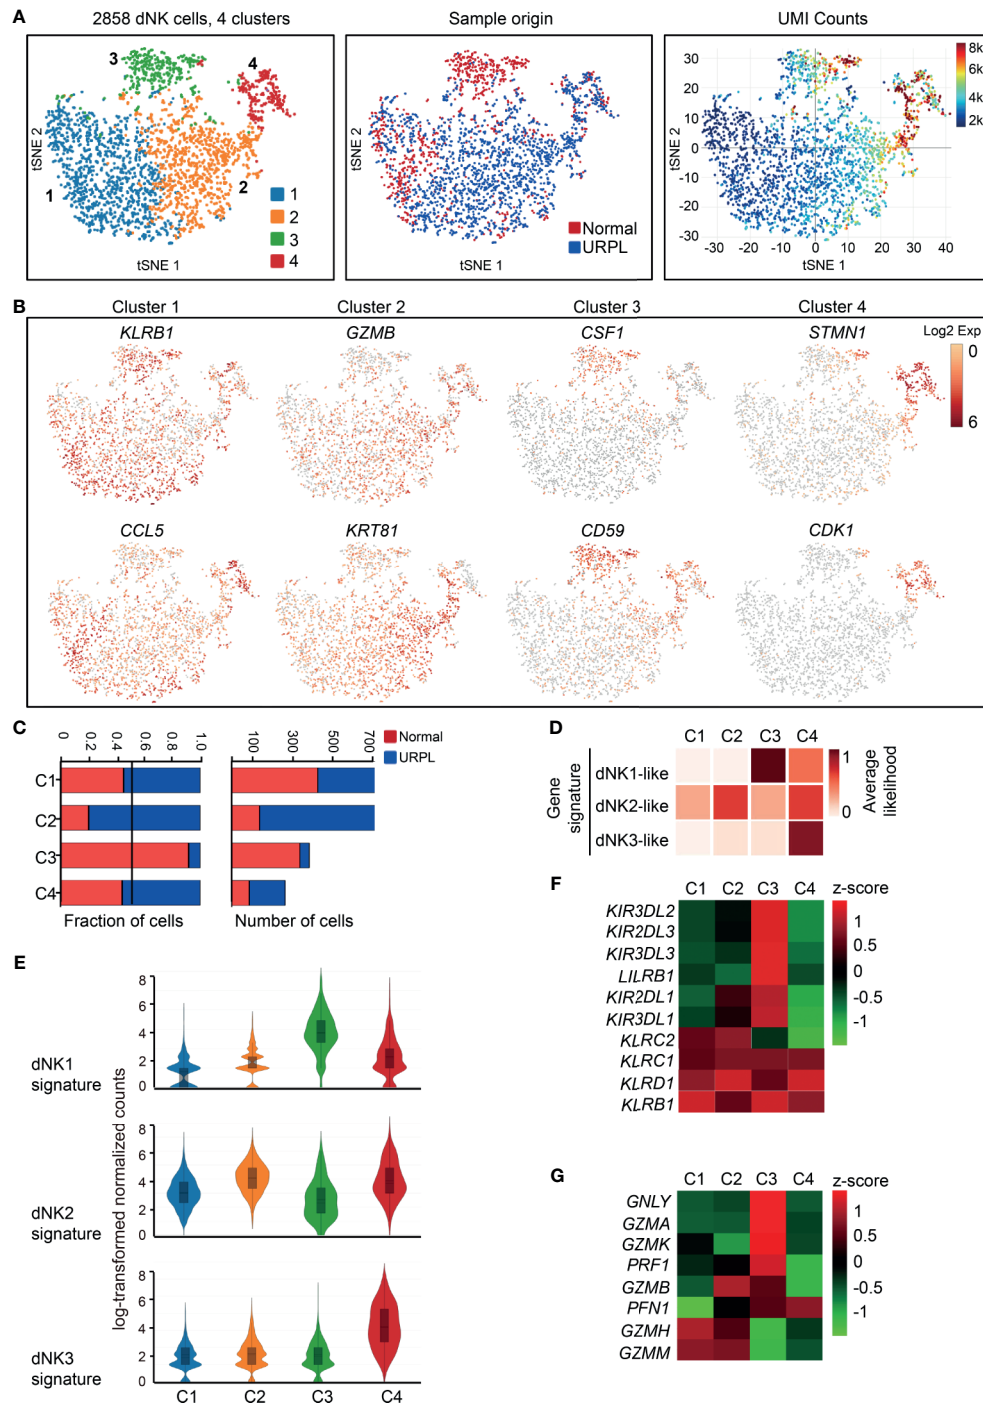 A
2858 dNK cells, 4 clusters
Sample origin
UMI Counts
tSNE 2
3
4
1
2
1
2
3
4
tSNE 1
tSNE 2
Normal
URPL
tSNE 1
tSNE 2
30
20
10
0
-10
-20
-30
-30 -20 -10 0 10 20 30 40
tSNE 1
8k
6k
4k
2k
B
Cluster 1 Cluster 2 Cluster 3 Cluster 4
KLRB1 GZMB CSF1 STMN1
Log2 Exp
0
6
CCL5 KRT81 CD59 CDK1
C
0 0.2 0.4 0.6 0.8 1.0
100 300 500 700
Normal
URPL
C1
C2
C3
C4
Fraction of cells
Number of cells
D
C1 C2 C3 C4
Gene signature
dNK1-like
dNK2-like
dNK3-like
1
0
Average likelihood
E
log-transformed normalized counts
dNK1 signature
8
6
4
2
0
dNK2 signature
8
6
4
2
0
dNK3 signature
8
6
4
2
0
C1 C2 C3 C4
F
C1 C2 C3 C4 z-score
KIR3DL2
KIR2DL3
KIR3DL3
LILRB1
KIR2DL1
KIR3DL1
KLRC2
KLRC1
KLRD1
KLRB1
1
0.5
0
-0.5
-1
G
C1 C2 C3 C4 z-score
GNLY
GZMA
GZMK
PRF1
GZMB
PFN1
GZMH
GZMM
1
0.5
0
-0.5
-1